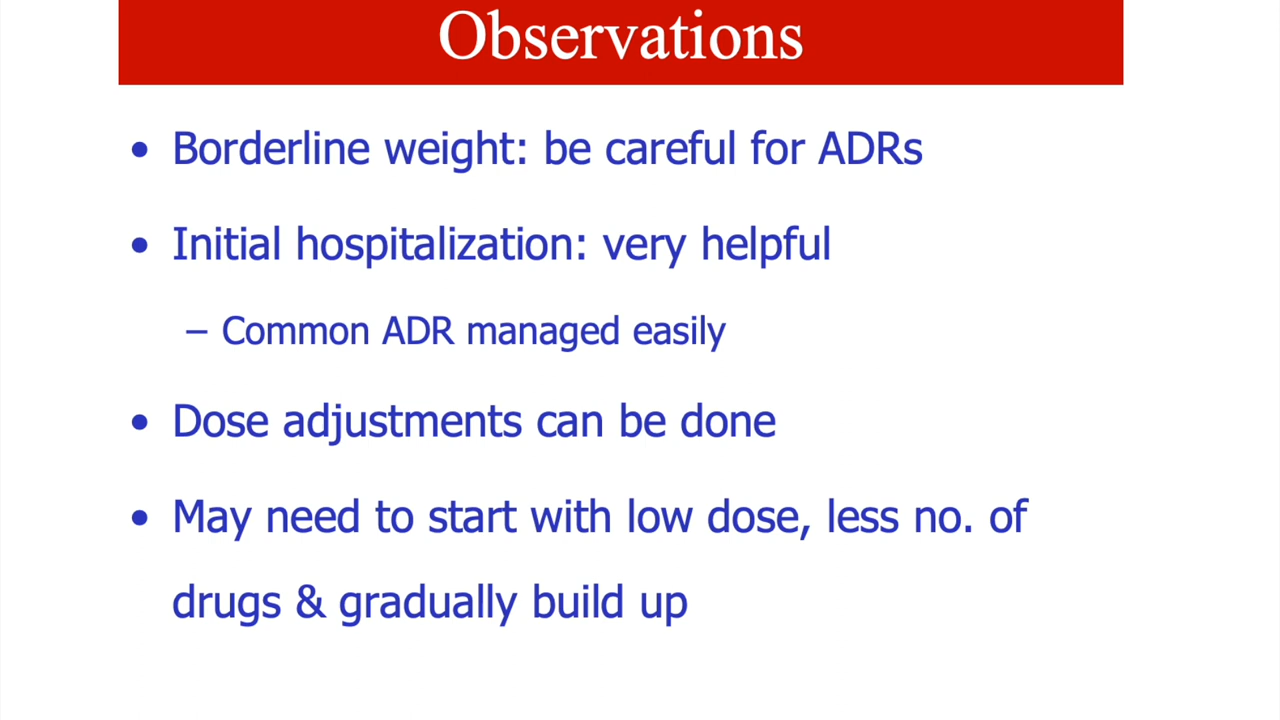 Observations
• Borderline weight: be careful for ADRs
• Initial hospitalization: very helpful
– Common ADR managed easily
• Dose adjustments can be done
• May need to start with low dose, less no. of
drugs & gradually build up